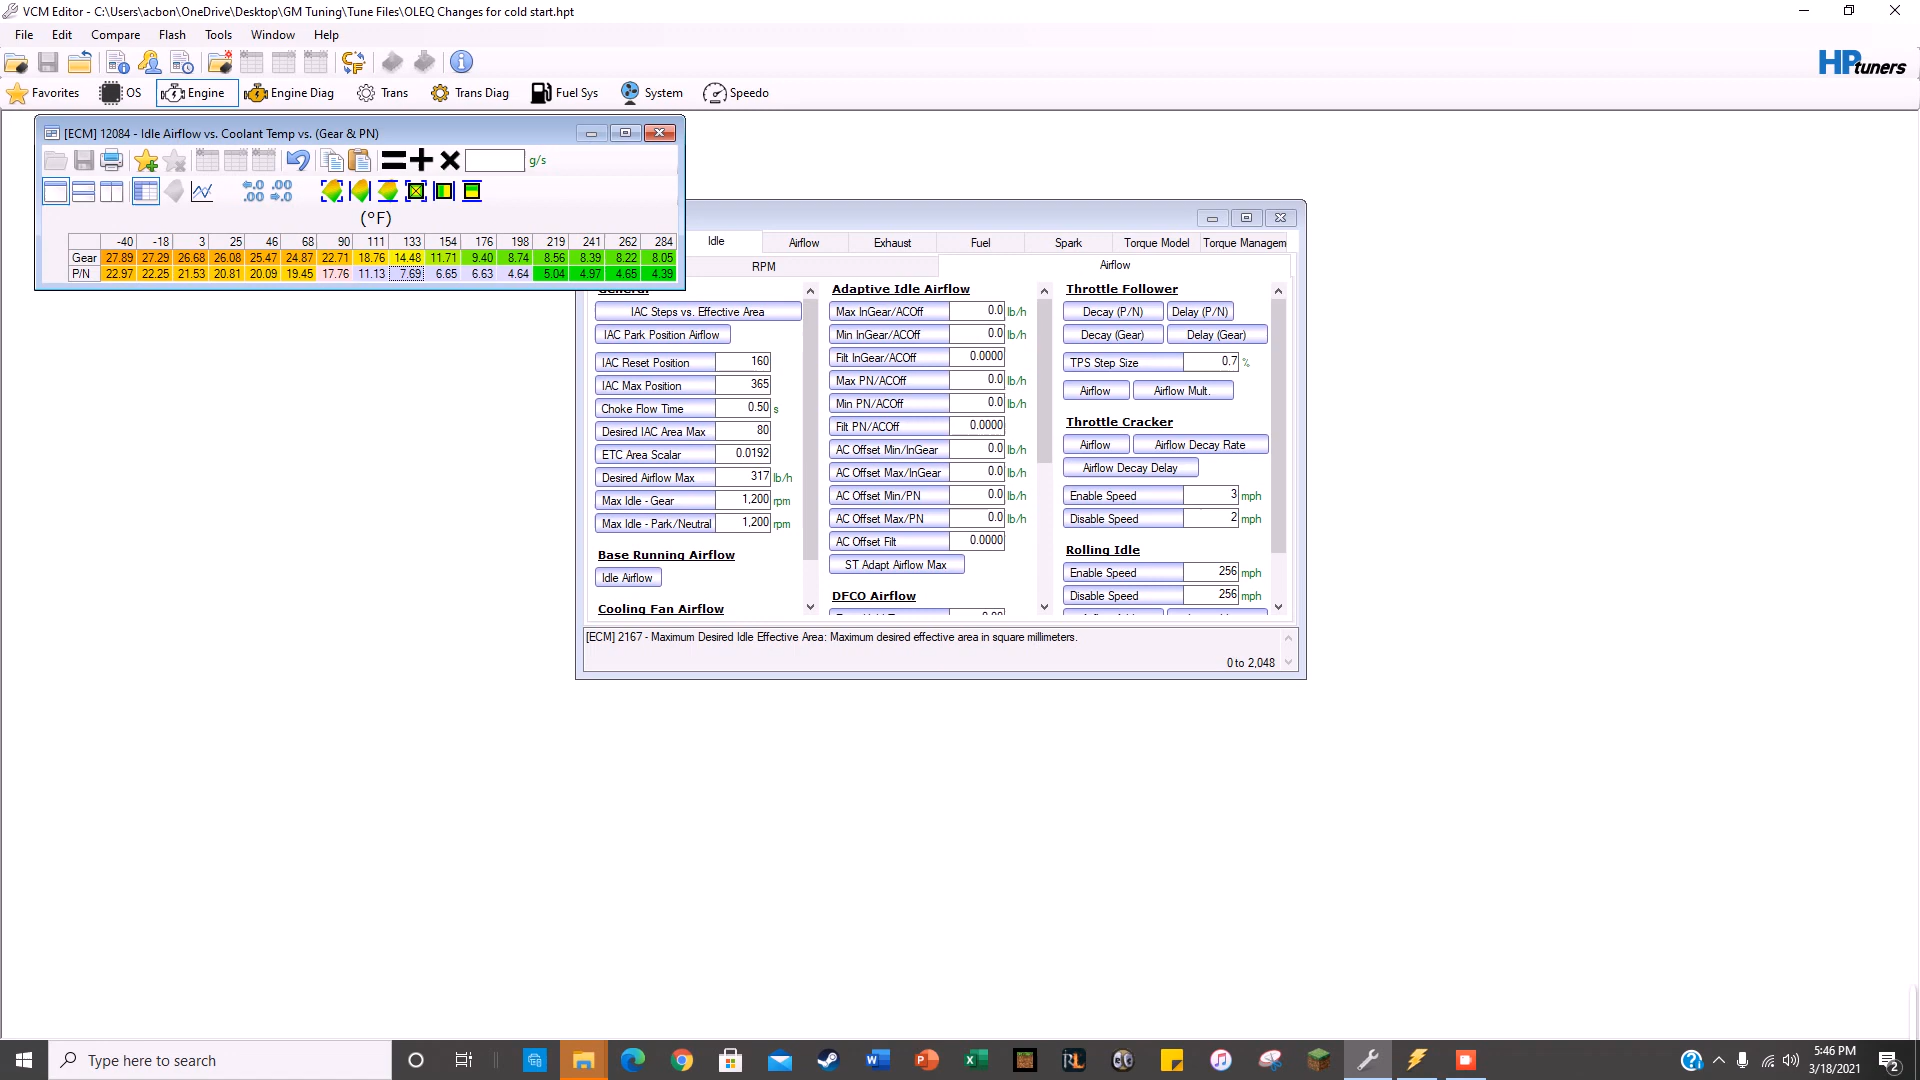 VCM Editor - C:\Users\acbon\OneDrive\Desktop\GM Tuning\Tune Files\OLEQ Changes for cold start.hpt
File Edit Compare Flash Tools Window Help
HPtuners
Favorites OS Engine Engine Diag Trans Trans Diag Fuel Sys System Speedo
[ECM] 12084 - Idle Airflow vs. Coolant Temp vs. (Gear & PN)
g/s
(°F)
-40 -18 3 25 46 68 90 111 133 154 176 198 219 241 262 284
Gear 27.89 27.29 26.68 26.08 25.47 24.87 22.71 18.76 14.48 11.71 9.40 8.74 8.56 8.39 8.22 8.05
P/N 22.97 22.25 21.53 20.81 20.09 19.45 17.76 11.13 7.69 6.65 6.63 4.64 5.04 4.97 4.65 4.39
Idle Airflow Exhaust Fuel Spark Torque Model Torque Managem
RPM Airflow
General
IAC Steps vs. Effective Area
IAC Park Position Airflow
IAC Reset Position 160
IAC Max Position 365
Choke Flow Time 0.50 s
Desired IAC Area Max 80
ETC Area Scalar 0.0192
Desired Airflow Max 317 lb/h
Max Idle - Gear 1,200 rpm
Max Idle - Park/Neutral 1,200 rpm
Base Running Airflow
Idle Airflow
Cooling Fan Airflow
Adaptive Idle Airflow
Max InGear/ACOff 0.0 lb/h
Min InGear/ACOff 0.0 lb/h
Filt InGear/ACOff 0.0000
Max PN/ACOff 0.0 lb/h
Min PN/ACOff 0.0 lb/h
Filt PN/ACOff 0.0000
AC Offset Min/InGear 0.0 lb/h
AC Offset Max/InGear 0.0 lb/h
AC Offset Min/PN 0.0 lb/h
AC Offset Max/PN 0.0 lb/h
AC Offset Filt 0.0000
ST Adapt Airflow Max
DFCO Airflow
Throttle Follower
Decay (P/N) Delay (P/N)
Decay (Gear) Delay (Gear)
TPS Step Size 0.7 %
Airflow Airflow Mult.
Throttle Cracker
Airflow Airflow Decay Rate
Airflow Decay Delay
Enable Speed 3 mph
Disable Speed 2 mph
Rolling Idle
Enable Speed 256 mph
Disable Speed 256 mph
[ECM] 2167 - Maximum Desired Idle Effective Area: Maximum desired effective area in square millimeters.
0 to 2,048
Type here to search
5:46 PM
3/18/2021
2